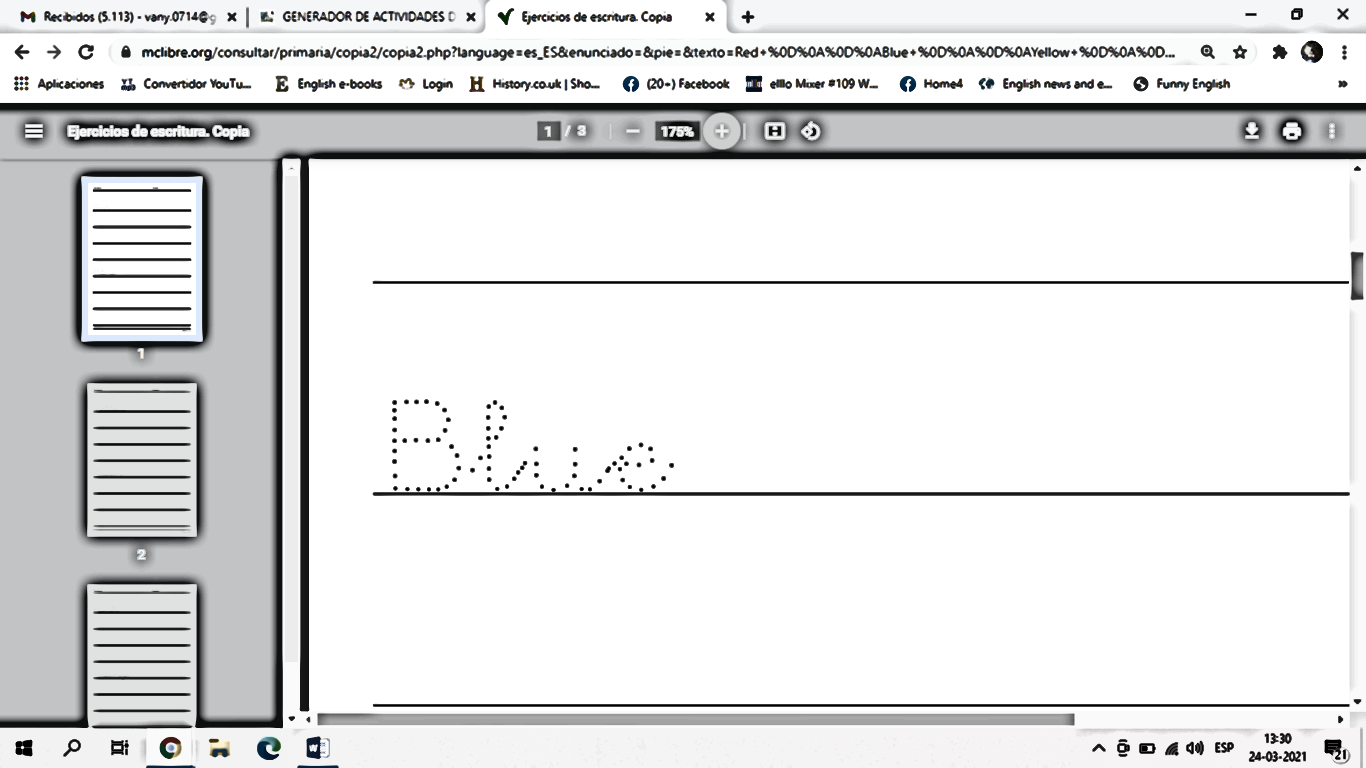 Recibidos (5.113) - vany.0714@g
GENERADOR DE ACTIVIDADES D
Ejercicios de escritura. Copia
mclibre.org/consultar/primaria/copia2/copia2.php?language=es_ES&enunciado=&pie=&texto=Red+%0D%0A%0D%0ABlue+%0D%0A%0D%0AYellow+%0D%0A%0D...
Aplicaciones
Convertidor YouTu...
English e-books
Login
History.co.uk | Sho...
(20+) Facebook
elllo Mixer #109 W...
Home4
English news and e...
Funny English
»
Ejercicios de escritura. Copia
1 / 3
175%
1
2
Blue
ESP
13:30
24-03-2021
21